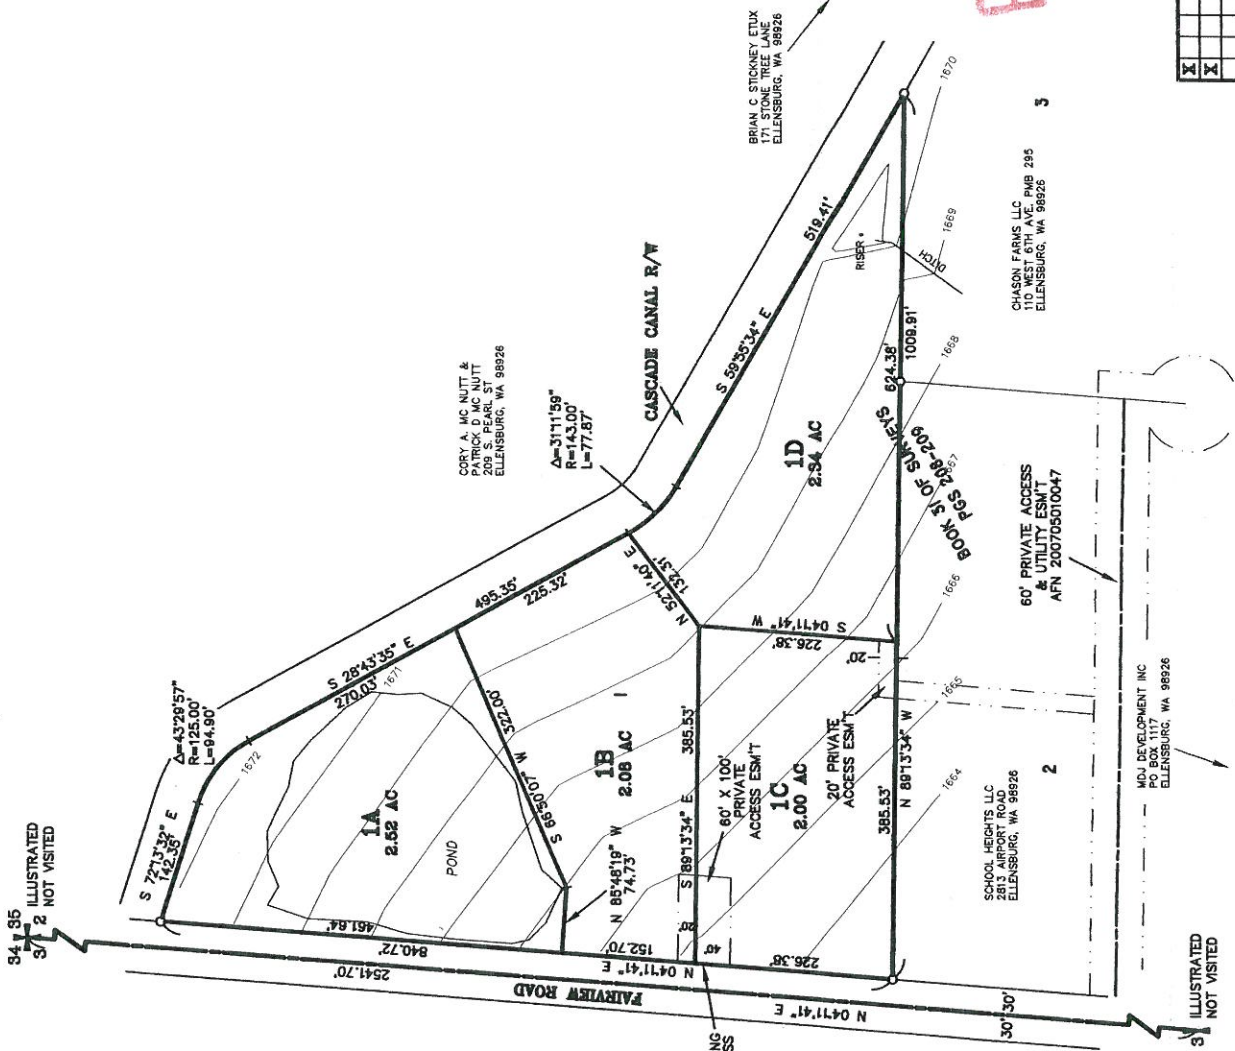 BRIAN C STICKNEY ETUX
171 STONE TREE LANE
ELLENSBURG, WA 98926
X
X
1670
3
CHASON FARMS LLC
110 WEST 6TH AVE, PMB 295
ELLENSBURG, WA 98926
CORY A. MC NUTT &
PATRICK D. MC NUTT
209 S. PEARL ST
ELLENSBURG, WA 98926
CASCADE CANAL R/W
Δ=31°11'59"
R=143.00'
L=77.87'
S 59°55'34" E
519.41'
RISER
DITCH
1669
1009.91'
624.38'
1668
1D
2.34 AC
BOOK 31 OF SURVEYS
PGS 208-209
1667
1666
60' PRIVATE ACCESS
& UTILITY ESM'T
AFN 200705010047
Δ=43°29'57"
R=125.00'
L=94.90'
S 28°43'35" E
495.35'
270.03'
225.32'
1671
1672
N 52°11'40" E
132.31'
S 04°11'41" W
226.38'
20'
S 66°50'07" W
322.00'
1B
2.08 AC
1
385.53'
S 89°13'34" E
60' X 100'
PRIVATE
ACCESS ESM'T
1C
2.00 AC
20' PRIVATE
ACCESS ESM'T
385.53'
N 89°13'34" W
1665
1664
2
SCHOOL HEIGHTS LLC
2813 AIRPORT ROAD
ELLENSBURG, WA 98926
MDJ DEVELOPMENT INC
PO BOX 1117
ELLENSBURG, WA 98926
S 72°13'32" E
142.35'
1A
2.52 AC
POND
N 85°48'19" W
74.73'
461.64'
840.72'
152.70'
N 04°11'41" E
20'
40'
226.38'
2541.70'
FAIRVIEW ROAD
N 04°11'41" E
30'
30'
34
35
3
2
ILLUSTRATED
NOT VISITED
NG
SS
3
ILLUSTRATED
NOT VISITED